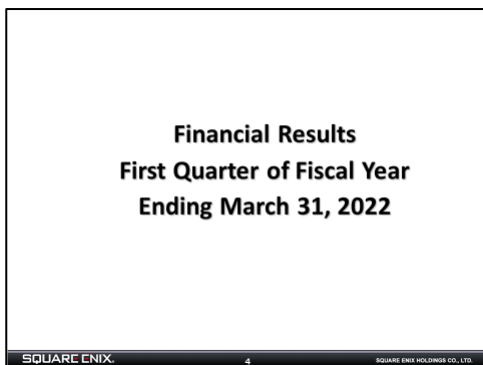 Financial Results
First Quarter of Fiscal Year
Ending March 31, 2022
SQUARE ENIX.
4
SQUARE ENIX HOLDINGS CO., LTD.